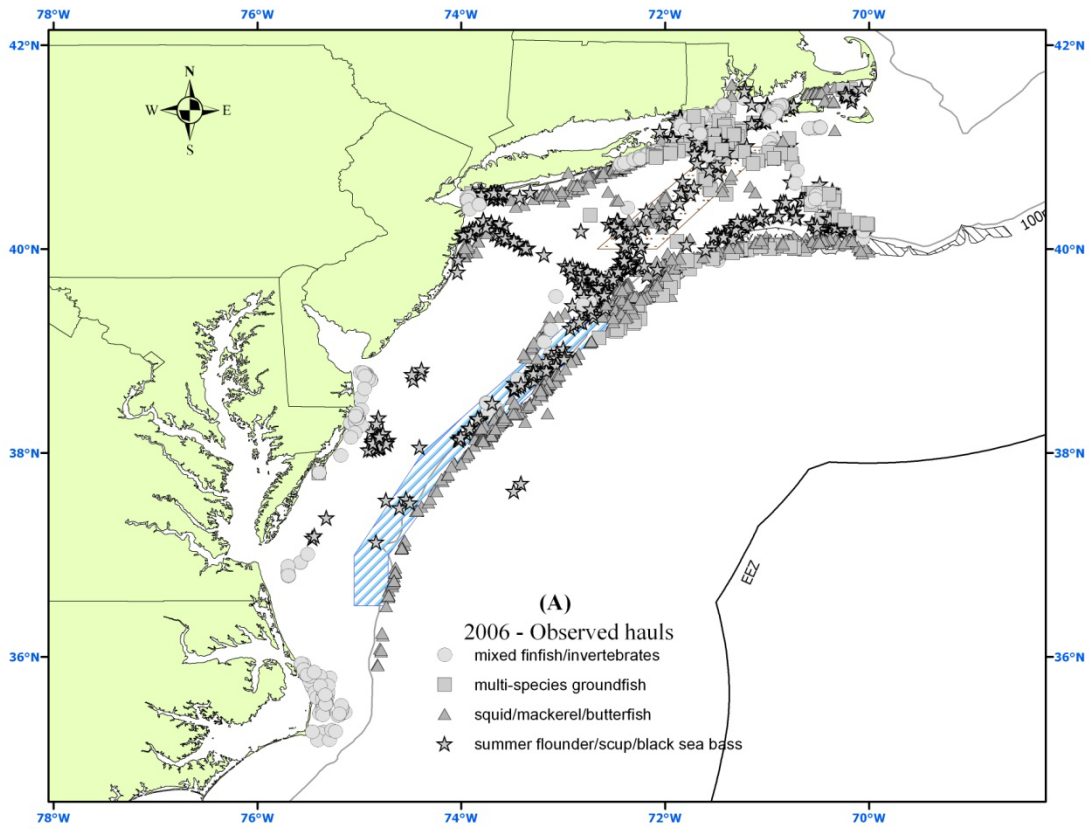 78°W 76°W 74°W 72°W 70°W
42°N 42°N
N
W E
S
40°N 40°N
100
38°N 38°N
EEZ
(A)
2006 - Observed hauls
mixed finfish/invertebrates
36°N 36°N
multi-species groundfish
squid/mackerel/butterfish
summer flounder/scup/black sea bass
78°W 76°W 74°W 72°W 70°W